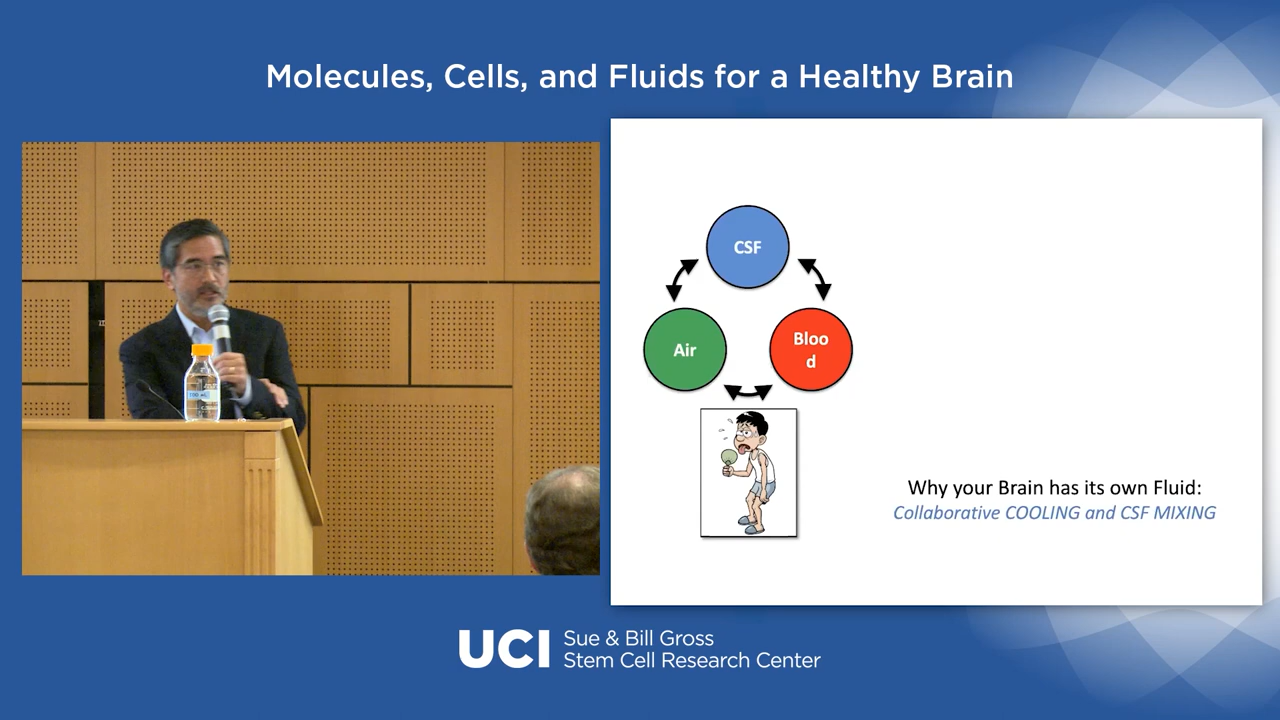 Molecules, Cells, and Fluids for a Healthy Brain
CSF
Air
Bloo
d
Why your Brain has its own Fluid:
Collaborative COOLING and CSF MIXING
UCI
Sue & Bill Gross
Stem Cell Research Center